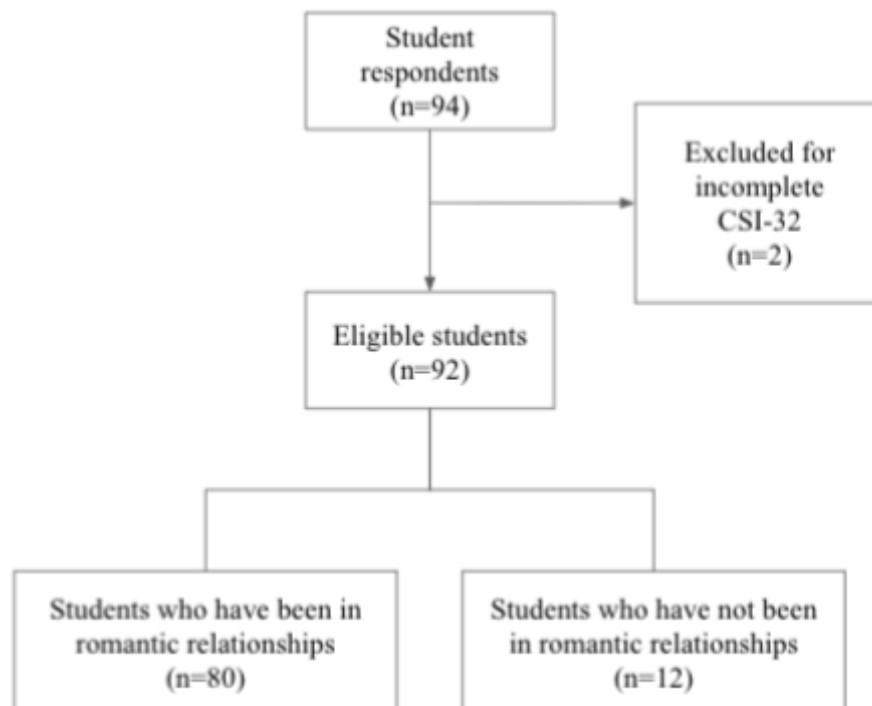 Student
respondents
(n=94)
Excluded for
incomplete
CSI-32
(n=2)
Eligible students
(n=92)
Students who have been in
romantic relationships
(n=80)
Students who have not been
in romantic relationships
(n=12)